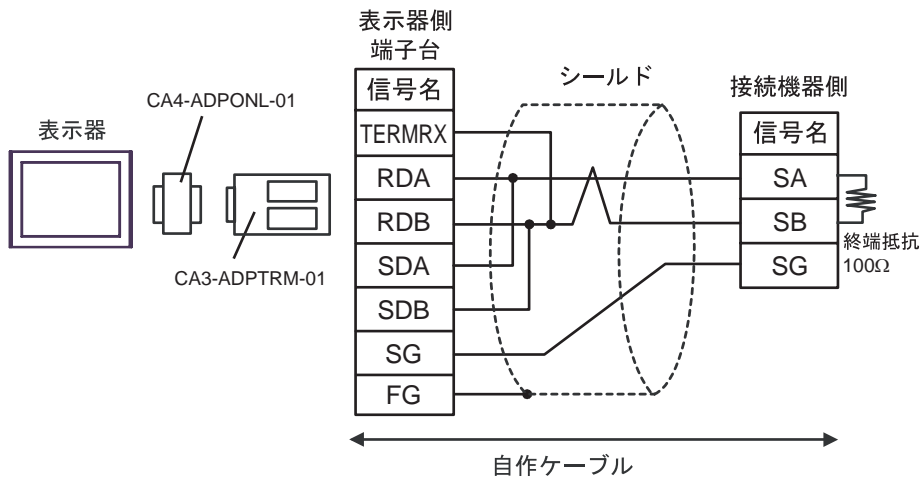 表示器側
端子台
シールド
接続機器側
CA4-ADPONL-01
表示器
CA3-ADPTRM-01
信号名
TERMRX
RDA
RDB
SDA
SDB
SG
FG
信号名
SA
SB
SG
終端抵抗
100Ω
自作ケーブル